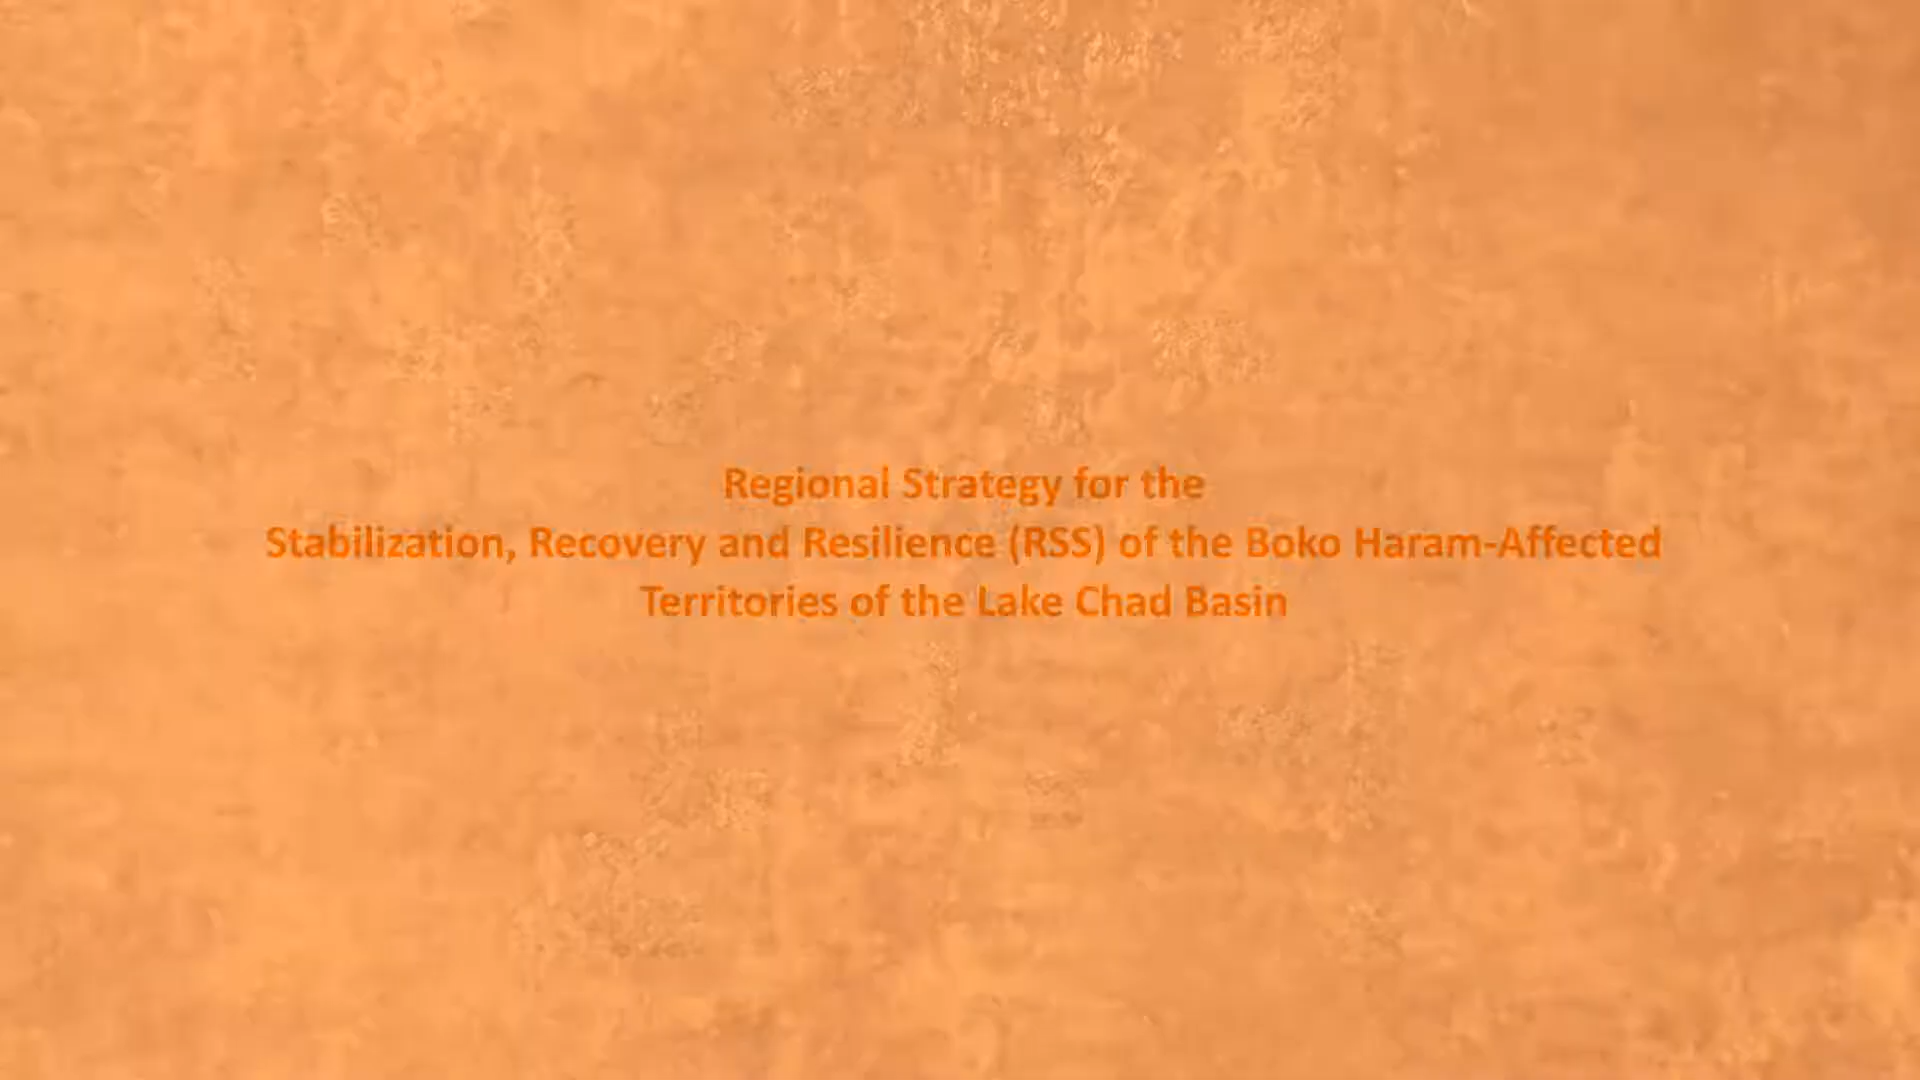 Regional Strategy for the
Stabilization, Recovery and Resilience (RSS) of the Boko Haram-Affected
Territories of the Lake Chad Basin